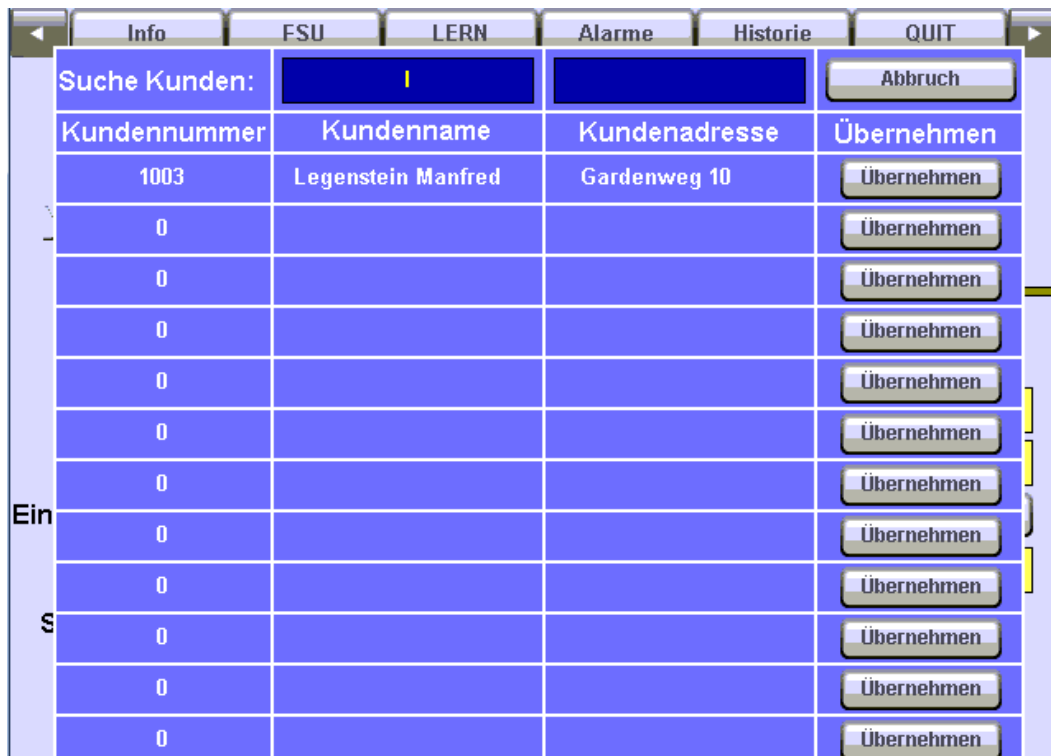 ◄ Info FSU LERN Alarme Historie QUIT ►
Suche Kunden: l Abbruch
Kundennummer Kundenname Kundenadresse Übernehmen
1003 Legenstein Manfred Gardenweg 10 Übernehmen
0 Übernehmen
0 Übernehmen
0 Übernehmen
0 Übernehmen
0 Übernehmen
0 Übernehmen
Ein
0 Übernehmen
0 Übernehmen
S
0 Übernehmen
0 Übernehmen
0 Übernehmen